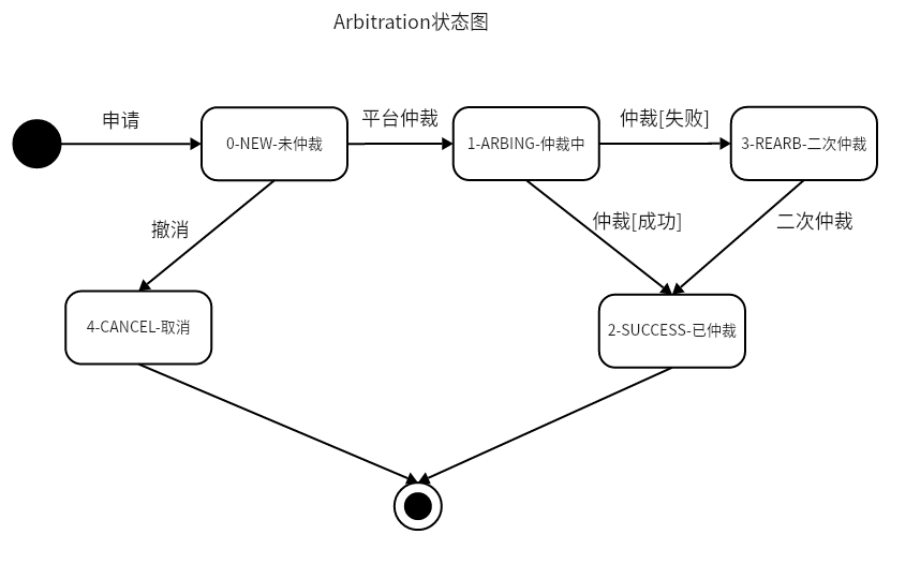 Arbitration状态图
申请
0-NEW-未仲裁
平台仲裁
1-ARBING-仲裁中
仲裁[失败]
3-REARB-二次仲裁
撤消
仲裁[成功]
二次仲裁
4-CANCEL-取消
2-SUCCESS-已仲裁